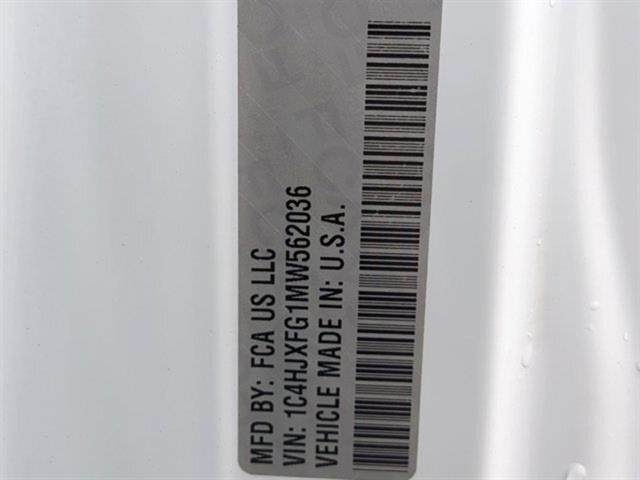 MFD BY: FCA US LLC
VIN: 1C4HJXFG1MW562036
VEHICLE MADE IN: U.S.A.